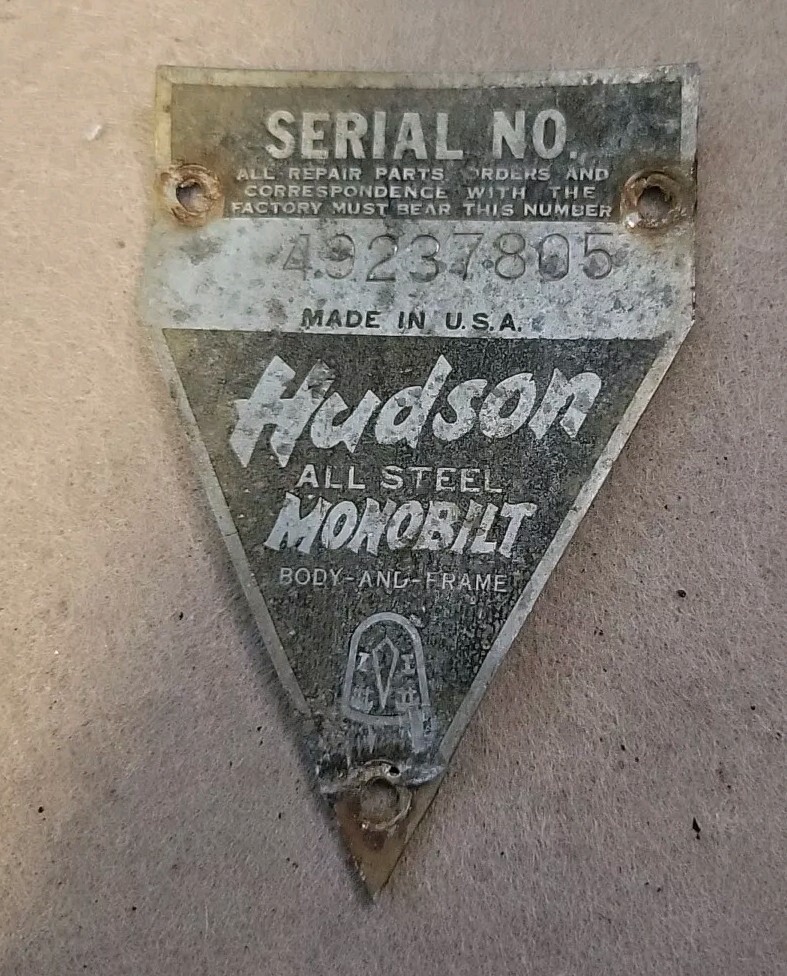 SERIAL NO.
ALL REPAIR PARTS ORDERS AND
CORRESPONDENCE WITH THE
FACTORY MUST BEAR THIS NUMBER
49237805
MADE IN U.S.A.
Hudson
ALL STEEL
MONOBILT
BODY-AND-FRAME